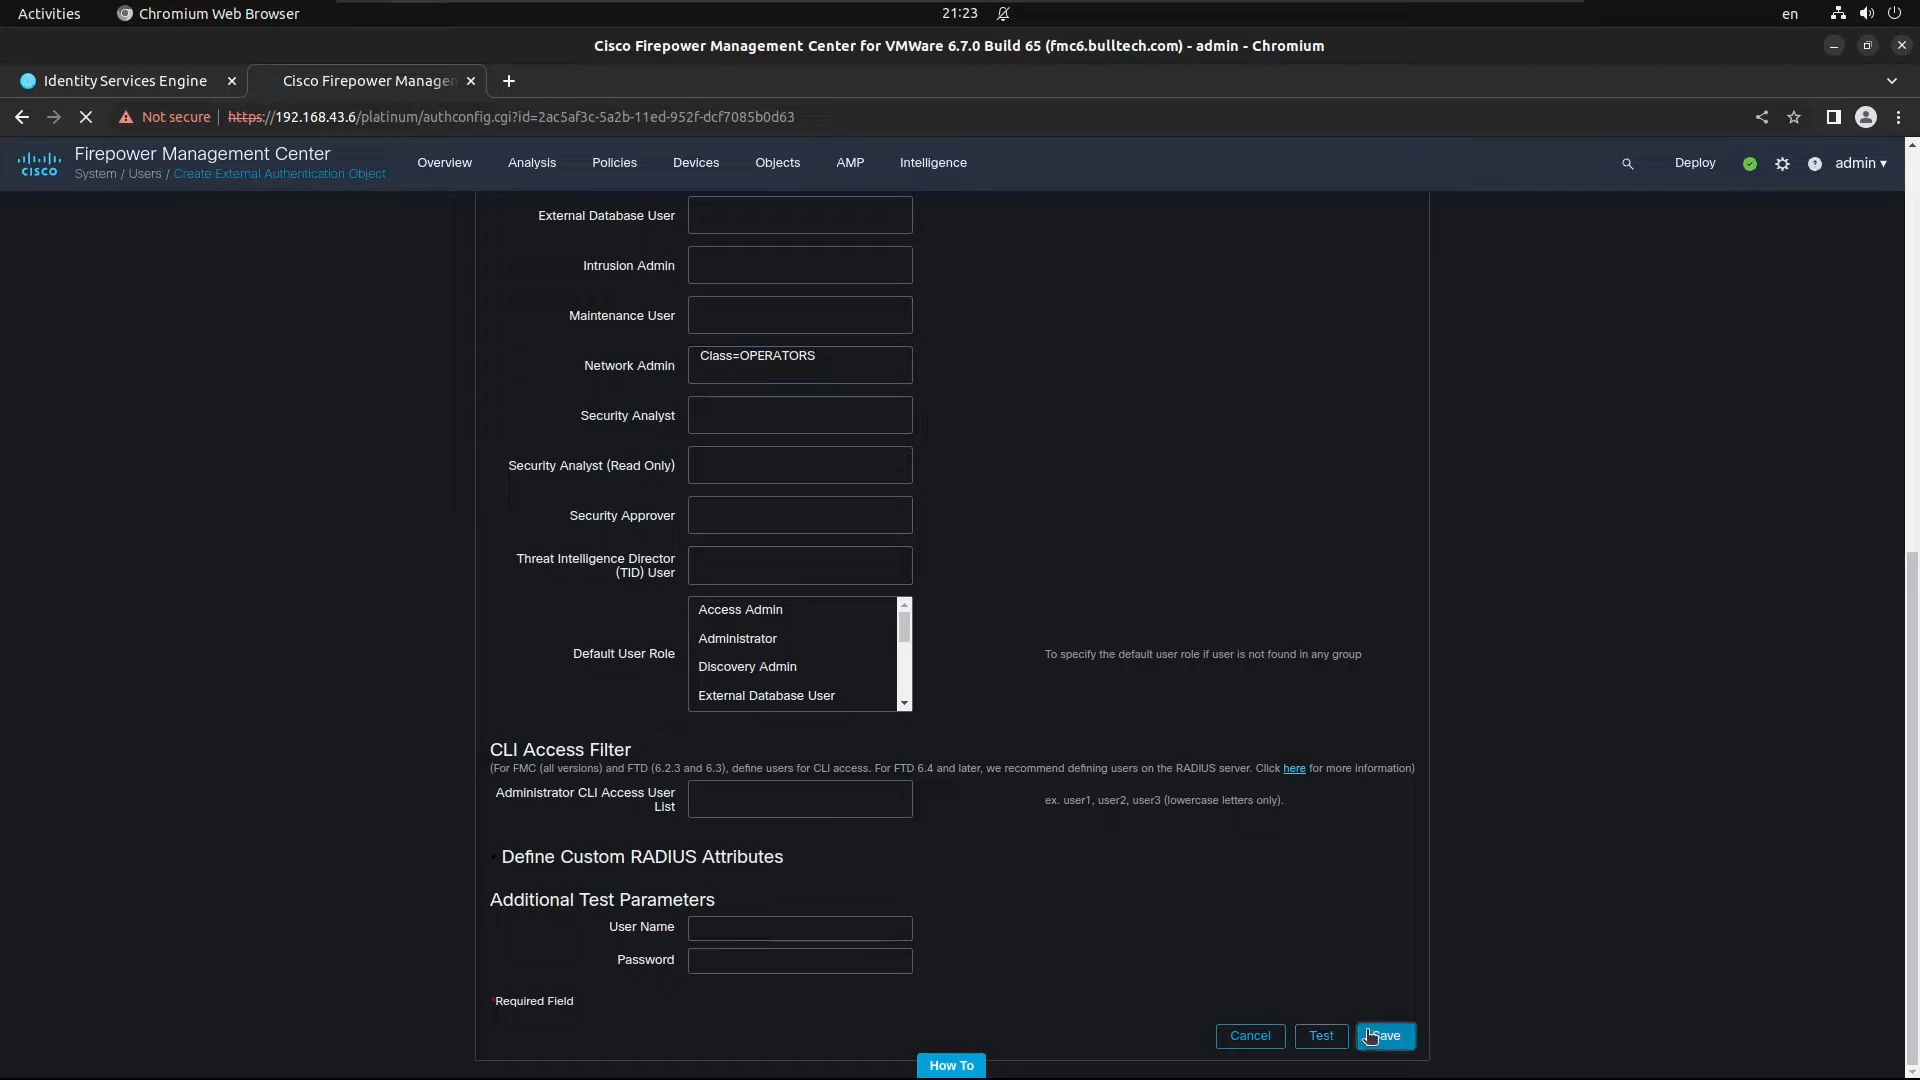 Activities
Chromium Web Browser
21:23
en
Cisco Firepower Management Center for VMWare 6.7.0 Build 65 (fmc6.bulltech.com) - admin - Chromium
Identity Services Engine
Cisco Firepower Manage
Not secure
https://192.168.43.6/platinum/authconfig.cgi?id=2ac5af3c-5a2b-11ed-952f-dcf7085b0d63
CISCO
Firepower Management Center
System / Users / Create External Authentication Object
Overview
Analysis
Policies
Devices
Objects
AMP
Intelligence
Deploy
admin
External Database User
Intrusion Admin
Maintenance User
Network Admin
Class=OPERATORS
Security Analyst
Security Analyst (Read Only)
Security Approver
Threat Intelligence Director
(TID) User
Default User Role
Access Admin
Administrator
Discovery Admin
External Database User
To specify the default user role if user is not found in any group
CLI Access Filter
(For FMC (all versions) and FTD (6.2.3 and 6.3), define users for CLI access. For FTD 6.4 and later, we recommend defining users on the RADIUS server. Click here for more information)
Administrator CLI Access User
List
ex. user1, user2, user3 (lowercase letters only).
Define Custom RADIUS Attributes
Additional Test Parameters
User Name
Password
*Required Field
Cancel
Test
Save
How To